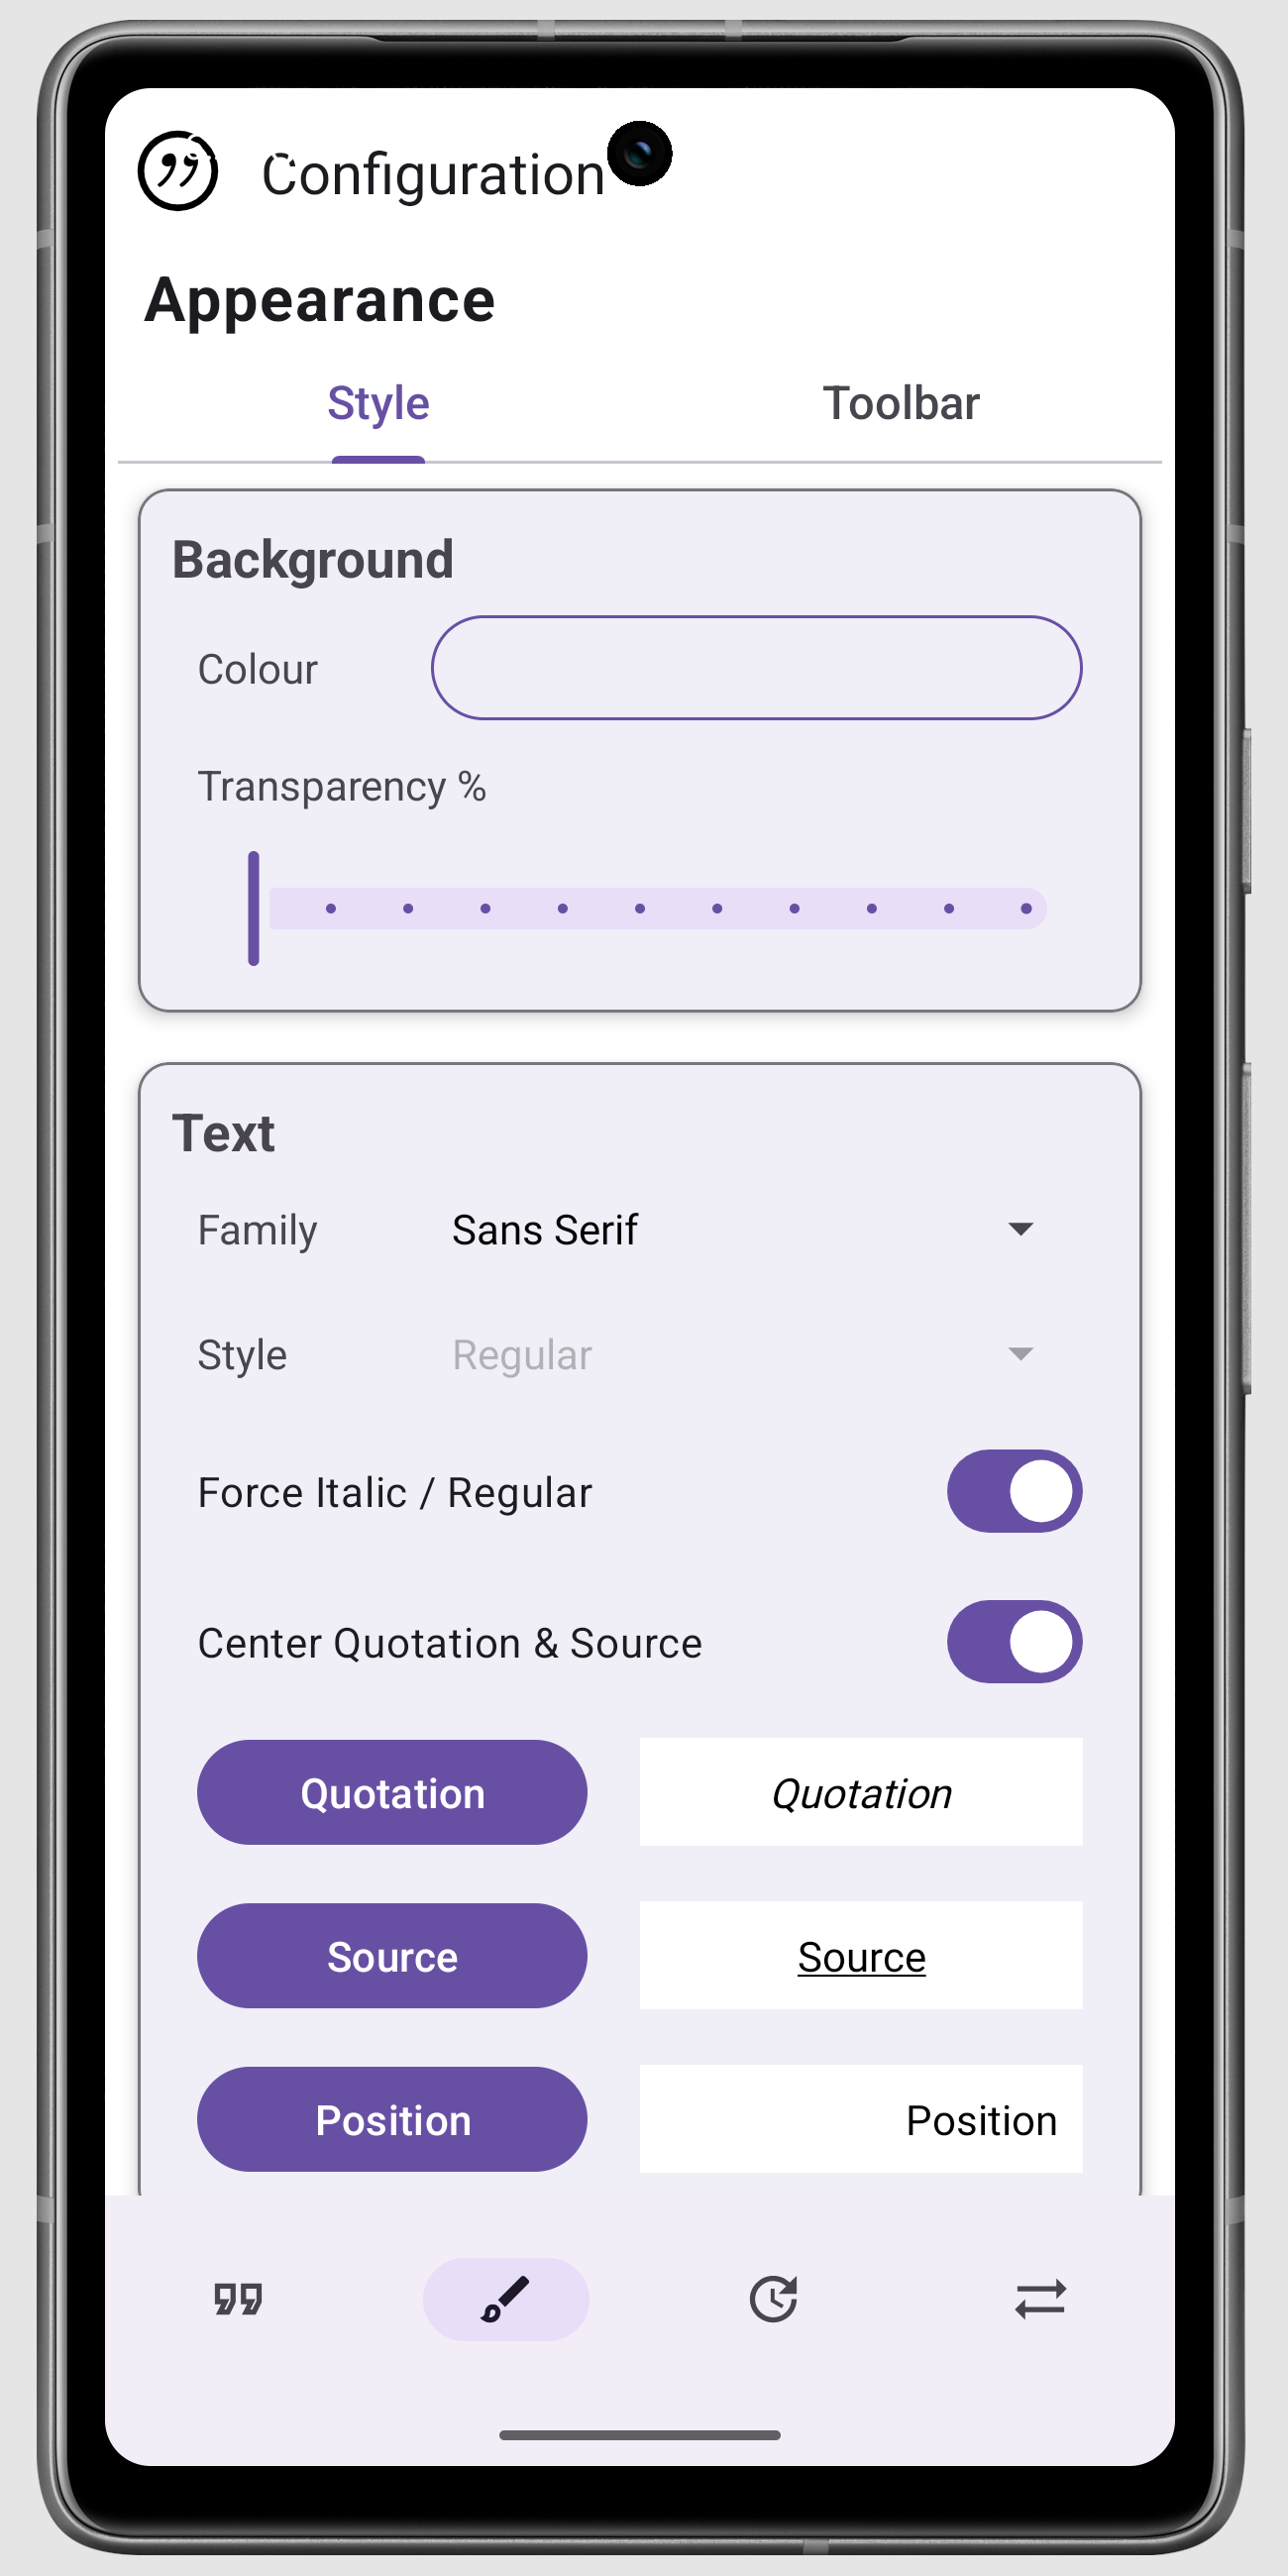 Configuration
Appearance
Style Toolbar
Background
Colour
Transparency %
Text
Family Sans Serif
Style Regular
Force Italic / Regular
Center Quotation & Source
Quotation Quotation
Source Source
Position Position